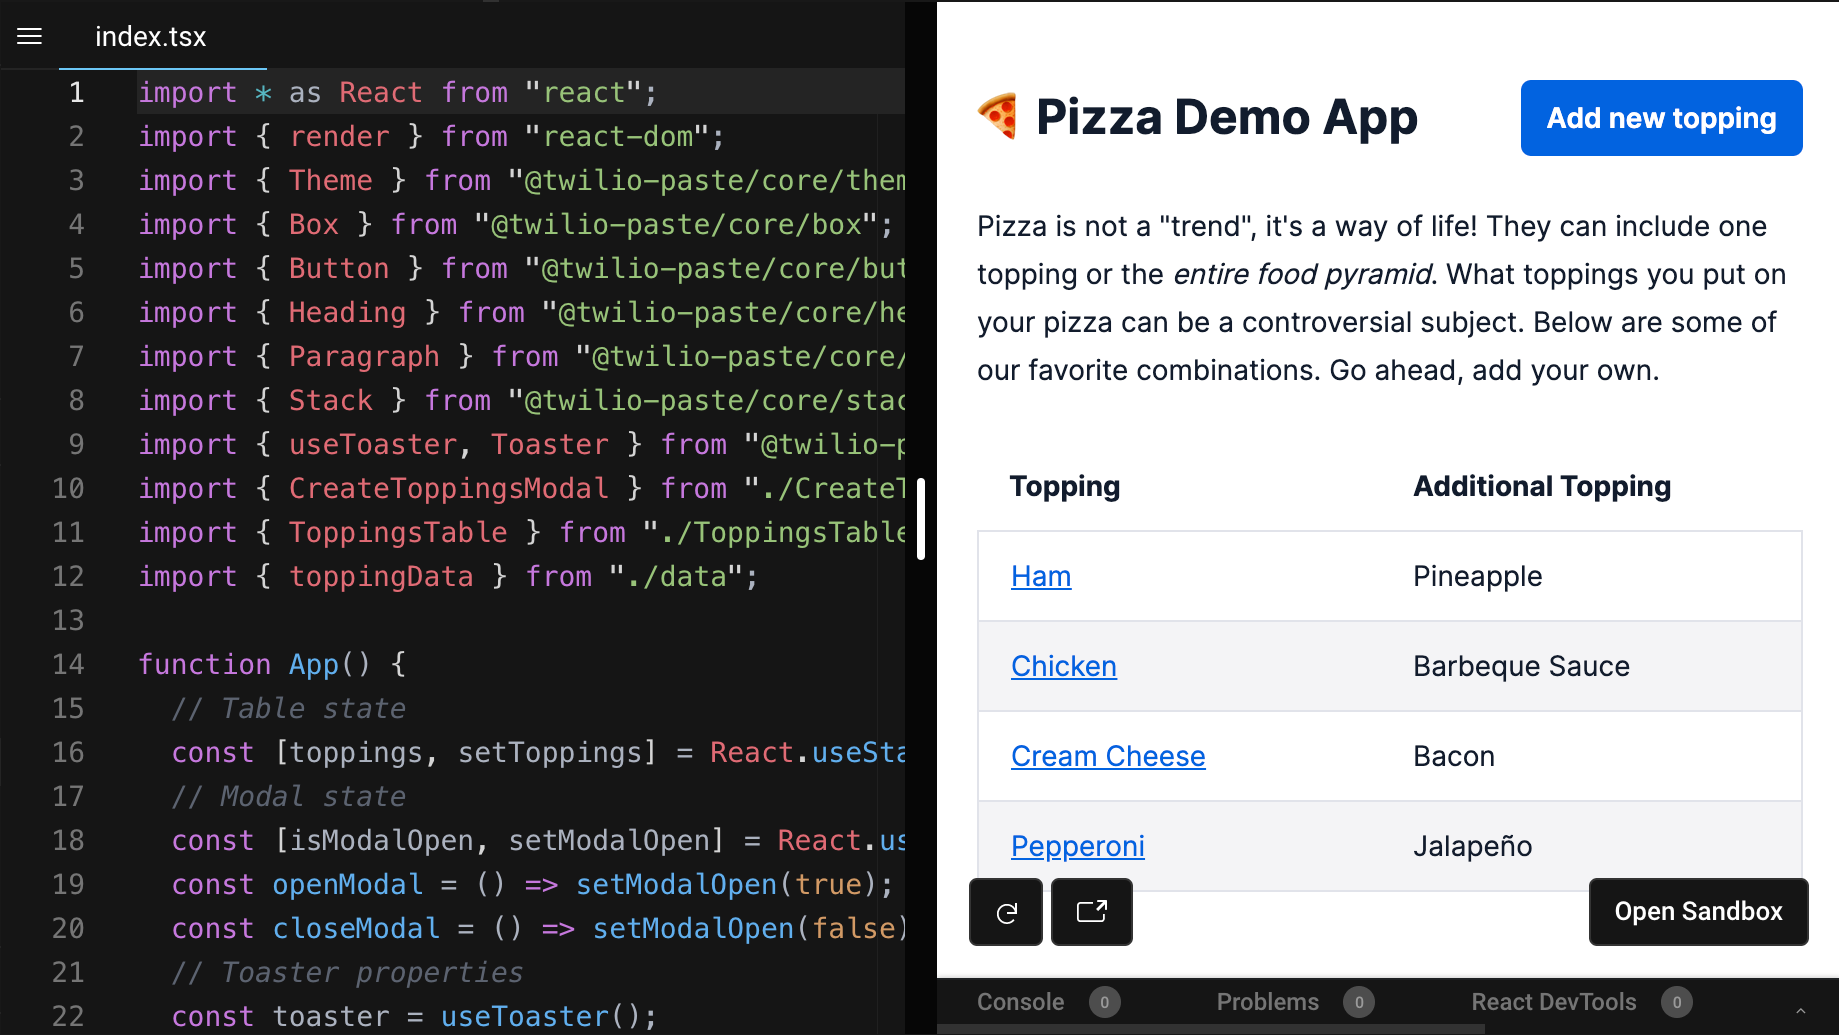 index.tsx
1 import * as React from "react";
2 import { render } from "react-dom";
3 import { Theme } from "@twilio-paste/core/them
4 import { Box } from "@twilio-paste/core/box";
5 import { Button } from "@twilio-paste/core/but
6 import { Heading } from "@twilio-paste/core/he
7 import { Paragraph } from "@twilio-paste/core/
8 import { Stack } from "@twilio-paste/core/stac
9 import { useToaster, Toaster } from "@twilio-p
10 import { CreateToppingsModal } from "./CreateT
11 import { ToppingsTable } from "./ToppingsTable
12 import { toppingData } from "./data";
13
14 function App() {
15 // Table state
16 const [toppings, setToppings] = React.useSta
17 // Modal state
18 const [isModalOpen, setModalOpen] = React.us
19 const openModal = () => setModalOpen(true);
20 const closeModal = () => setModalOpen(false)
21 // Toaster properties
22 const toaster = useToaster();
Pizza Demo App
Add new topping
Pizza is not a "trend", it's a way of life! They can include one
topping or the entire food pyramid. What toppings you put on
your pizza can be a controversial subject. Below are some of
our favorite combinations. Go ahead, add your own.
Topping Additional Topping
Ham Pineapple
Chicken Barbeque Sauce
Cream Cheese Bacon
Pepperoni Jalapeño
Open Sandbox
Console 0 Problems 0 React DevTools 0